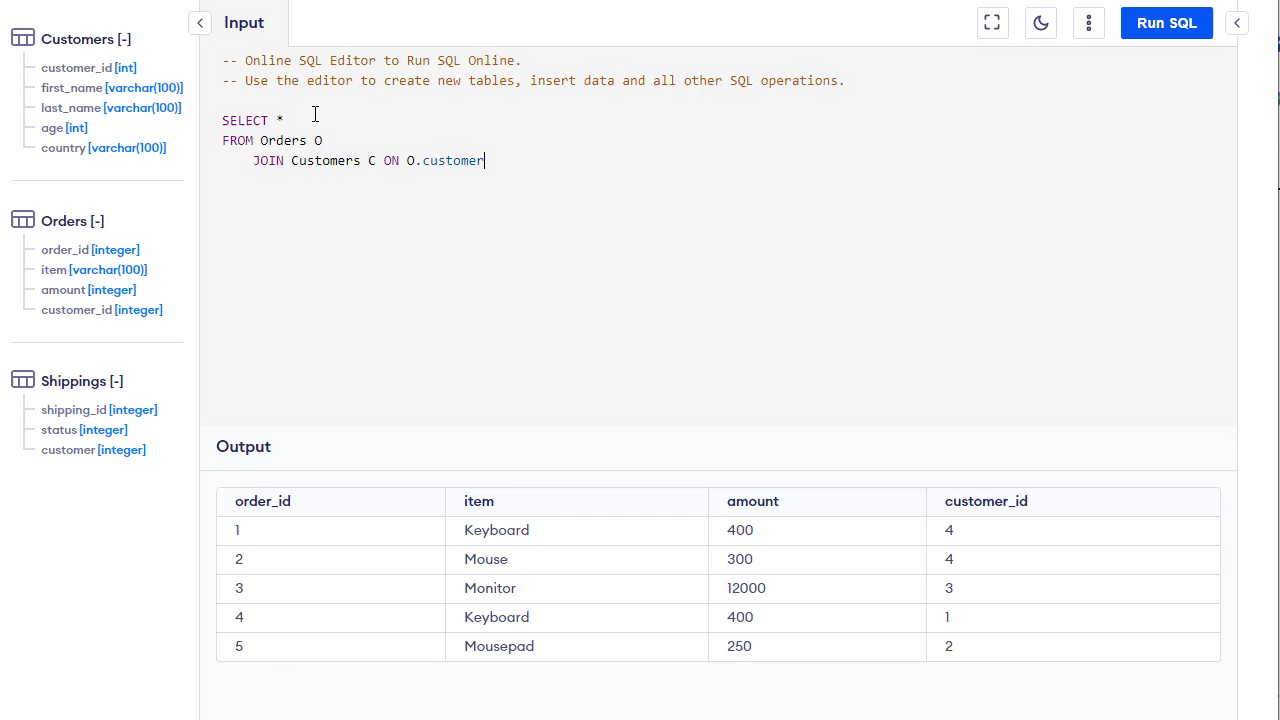 Customers [-]
customer_id [int]
first_name [varchar(100)]
last_name [varchar(100)]
age [int]
country [varchar(100)]
Orders [-]
order_id [integer]
item [varchar(100)]
amount [integer]
customer_id [integer]
Shippings [-]
shipping_id [integer]
status [integer]
customer [integer]
Input
Run SQL
-- Online SQL Editor to Run SQL Online.
-- Use the editor to create new tables, insert data and all other SQL operations.
SELECT *
FROM Orders O
JOIN Customers C ON O.customer
Output
order_id item amount customer_id
1 Keyboard 400 4
2 Mouse 300 4
3 Monitor 12000 3
4 Keyboard 400 1
5 Mousepad 250 2